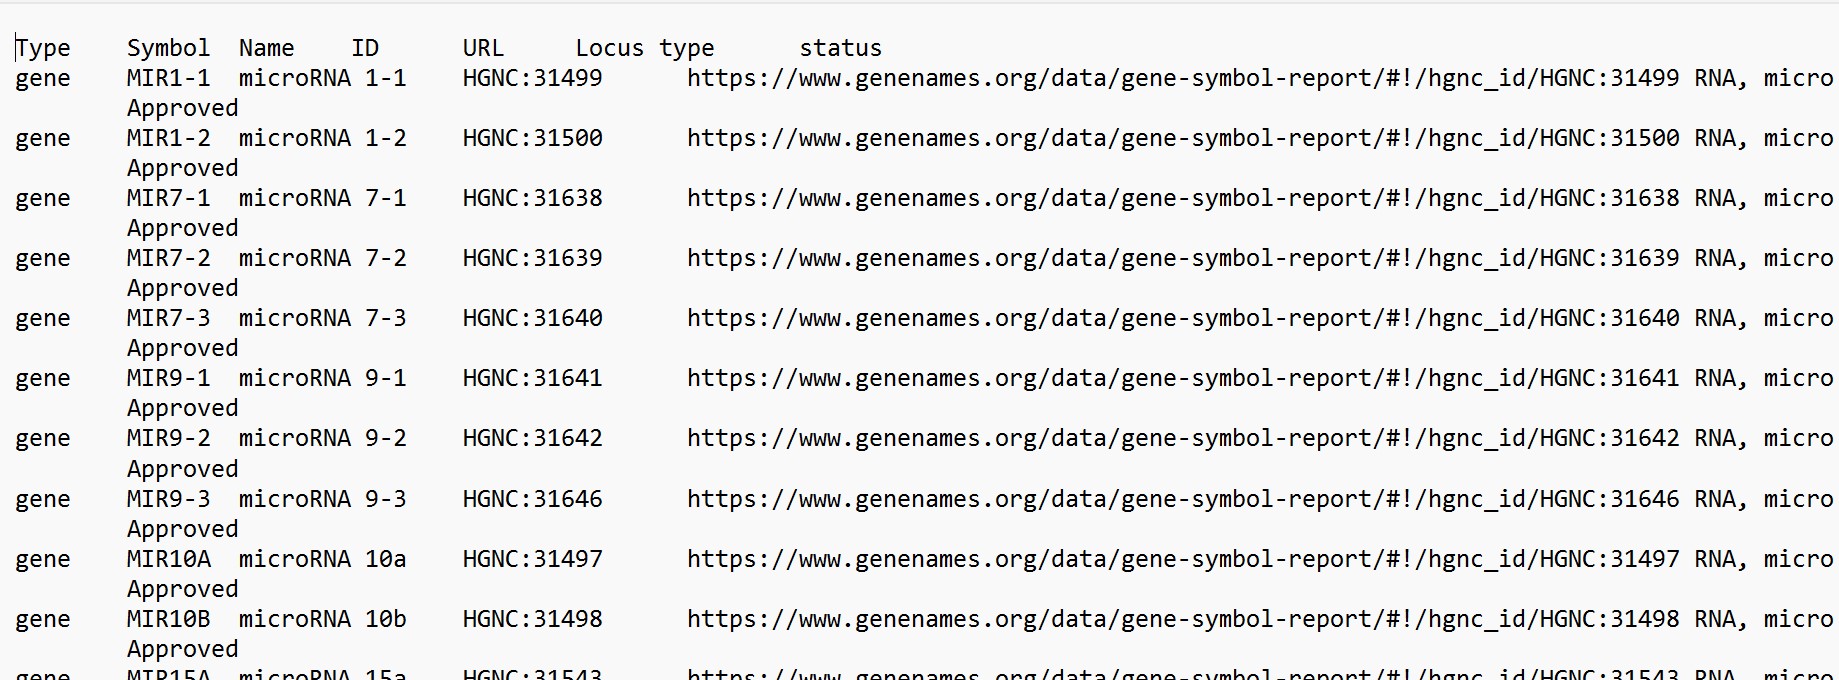 Type Symbol Name ID URL Locus type status
gene MIR1-1 microRNA 1-1 HGNC:31499 https://www.genenames.org/data/gene-symbol-report/#!/hgnc_id/HGNC:31499 RNA, micro
Approved
gene MIR1-2 microRNA 1-2 HGNC:31500 https://www.genenames.org/data/gene-symbol-report/#!/hgnc_id/HGNC:31500 RNA, micro
Approved
gene MIR7-1 microRNA 7-1 HGNC:31638 https://www.genenames.org/data/gene-symbol-report/#!/hgnc_id/HGNC:31638 RNA, micro
Approved
gene MIR7-2 microRNA 7-2 HGNC:31639 https://www.genenames.org/data/gene-symbol-report/#!/hgnc_id/HGNC:31639 RNA, micro
Approved
gene MIR7-3 microRNA 7-3 HGNC:31640 https://www.genenames.org/data/gene-symbol-report/#!/hgnc_id/HGNC:31640 RNA, micro
Approved
gene MIR9-1 microRNA 9-1 HGNC:31641 https://www.genenames.org/data/gene-symbol-report/#!/hgnc_id/HGNC:31641 RNA, micro
Approved
gene MIR9-2 microRNA 9-2 HGNC:31642 https://www.genenames.org/data/gene-symbol-report/#!/hgnc_id/HGNC:31642 RNA, micro
Approved
gene MIR9-3 microRNA 9-3 HGNC:31646 https://www.genenames.org/data/gene-symbol-report/#!/hgnc_id/HGNC:31646 RNA, micro
Approved
gene MIR10A microRNA 10a HGNC:31497 https://www.genenames.org/data/gene-symbol-report/#!/hgnc_id/HGNC:31497 RNA, micro
Approved
gene MIR10B microRNA 10b HGNC:31498 https://www.genenames.org/data/gene-symbol-report/#!/hgnc_id/HGNC:31498 RNA, micro
Approved
gene MIR15A microRNA 15a HGNC:31543 https://www.genenames.org/data/gene-symbol-report/#!/hgnc_id/HGNC:31543 RNA, micro